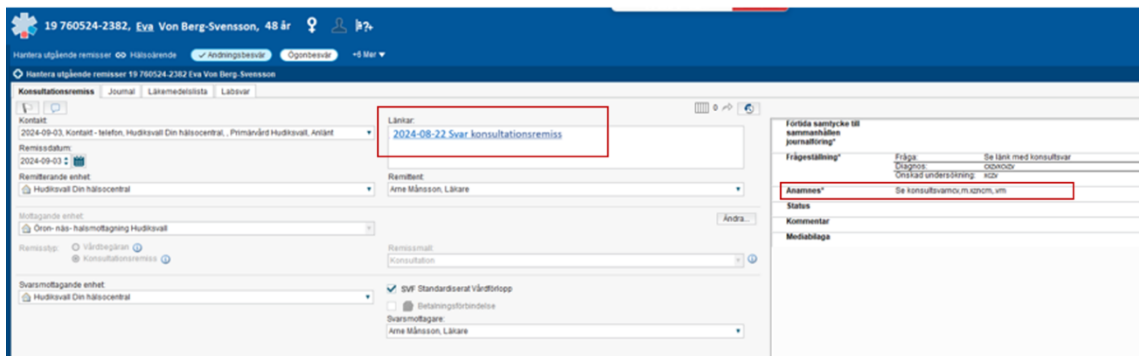 19 760524-2382, Eva Von Berg-Svensson, 48 år
Hantera utgående remisser Hälsoärende Andningsbesvär Ögonbesvär +6 Mer
Hantera utgående remisser 19 760524-2382 Eva Von Berg-Svensson
Konsultationsremiss Journal Läkemedelslista Labsvar
0
Kontakt:
2024-09-03, Kontakt - telefon, Hudiksvall Din hälsocentral, , Primärvård Hudiksvall, Anlänt
Länkar:
2024-08-22 Svar konsultationsremiss
Remissdatum:
2024-09-03
Remitterande enhet:
Hudiksvall Din hälsocentral
Remittent:
Arne Månsson, Läkare
Mottagande enhet:
Öron- näs- halsmottagning Hudiksvall
Ändra...
Remisstyp: Vårdbegäran
Konsultationsremiss
Remissmall:
Konsultation
Svarsmottagande enhet:
Hudiksvall Din hälsocentral
SVF Standardiserat Vårdförlopp
Betalningsförbindelse
Svarsmottagare:
Arne Månsson, Läkare
Förtida samtycke till
sammanhållen
journalföring*
Frågeställning* Fråga: Se länk med konsultsvar
Diagnos:
Önskad undersökning: xczv
Anamnes* Se
Status
Kommentar
Mediabilaga